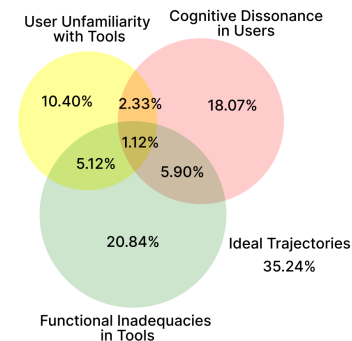 User Unfamiliarity
with Tools
Cognitive Dissonance
in Users
10.40%
2.33%
18.07%
1.12%
5.12%
5.90%
20.84%
Ideal Trajectories
35.24%
Functional Inadequacies
in Tools